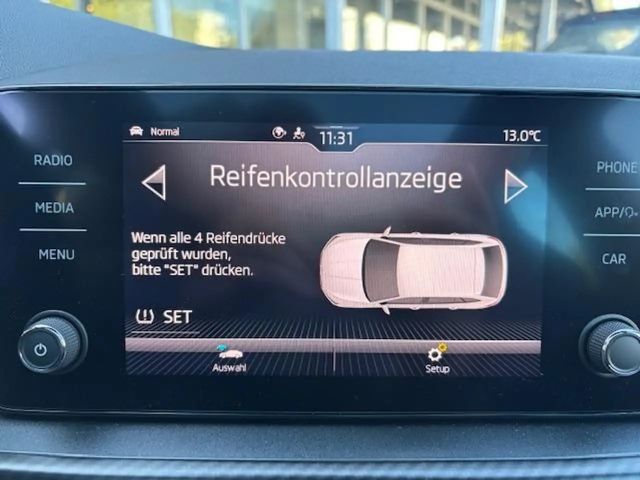 Normal 11:31 13.0°C
RADIO
MEDIA
MENU
Reifenkontrollanzeige
PHONE
APP/
CAR
Wenn alle 4 Reifendrücke
geprüft wurden,
bitte "SET" drücken.
SET
Auswahl
Setup